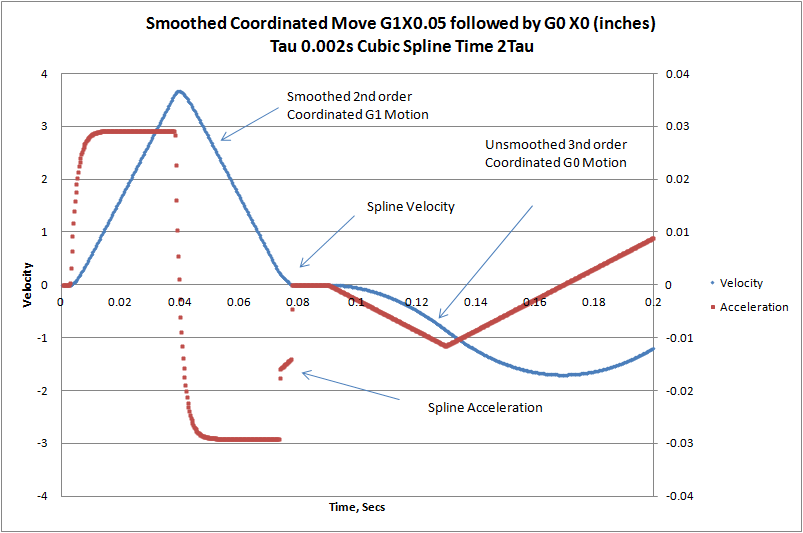 Smoothed Coordinated Move G1X0.05 followed by G0 X0 (inches)
Tau 0.002s Cubic Spline Time 2Tau
4
3
2
1
0
-1
-2
-3
-4
Velocity
Smoothed 2nd order
Coordinated G1 Motion
Unsmoothed 3rd order
Coordinated G0 Motion
Spline Velocity
Spline Acceleration
0
0.02
0.04
0.06
0.08
0.1
0.12
0.14
0.16
0.18
0.2
Time, Secs
0.04
0.03
0.02
0.01
0
-0.01
-0.02
-0.03
-0.04
Velocity
Acceleration